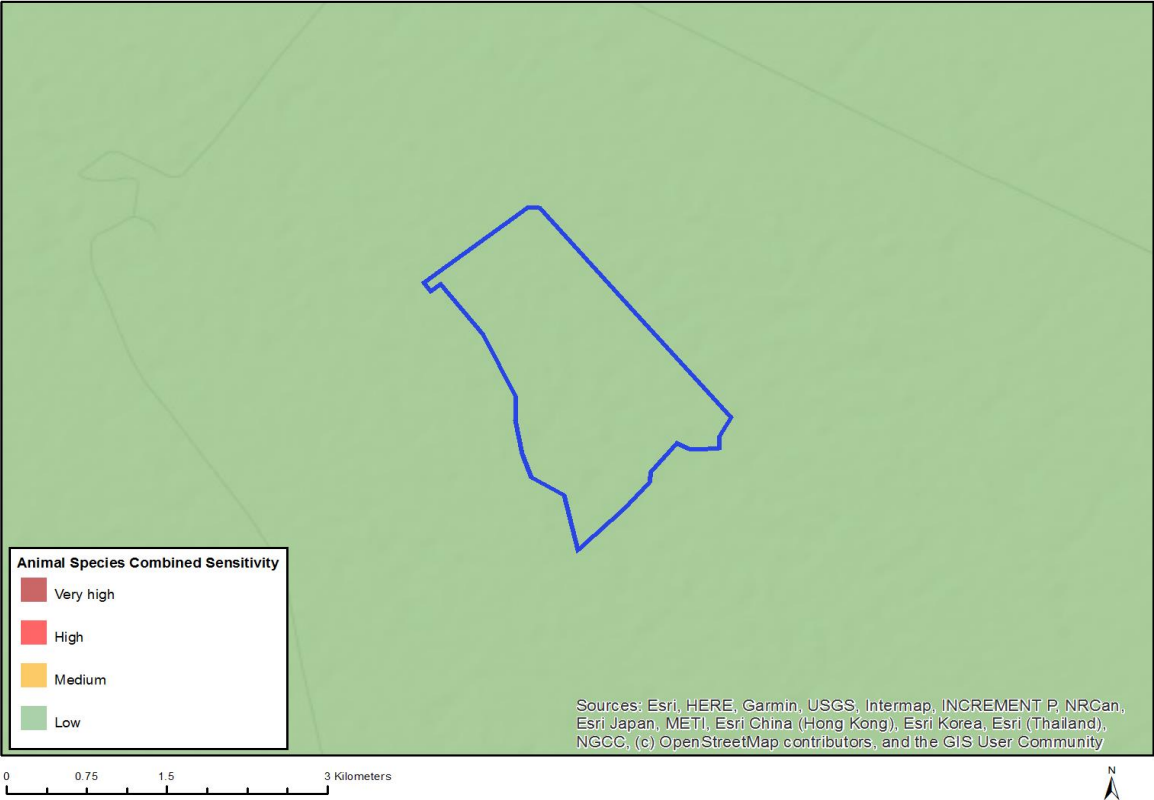 Animal Species Combined Sensitivity
Very high
High
Medium
Low
Sources: Esri, HERE, Garmin, USGS, Intermap, INCREMENT P, NRCan,
Esri Japan, METI, Esri China (Hong Kong), Esri Korea, Esri (Thailand),
NGCC, (c) OpenStreetMap contributors, and the GIS User Community
0 0.75 1.5 3 Kilometers
N